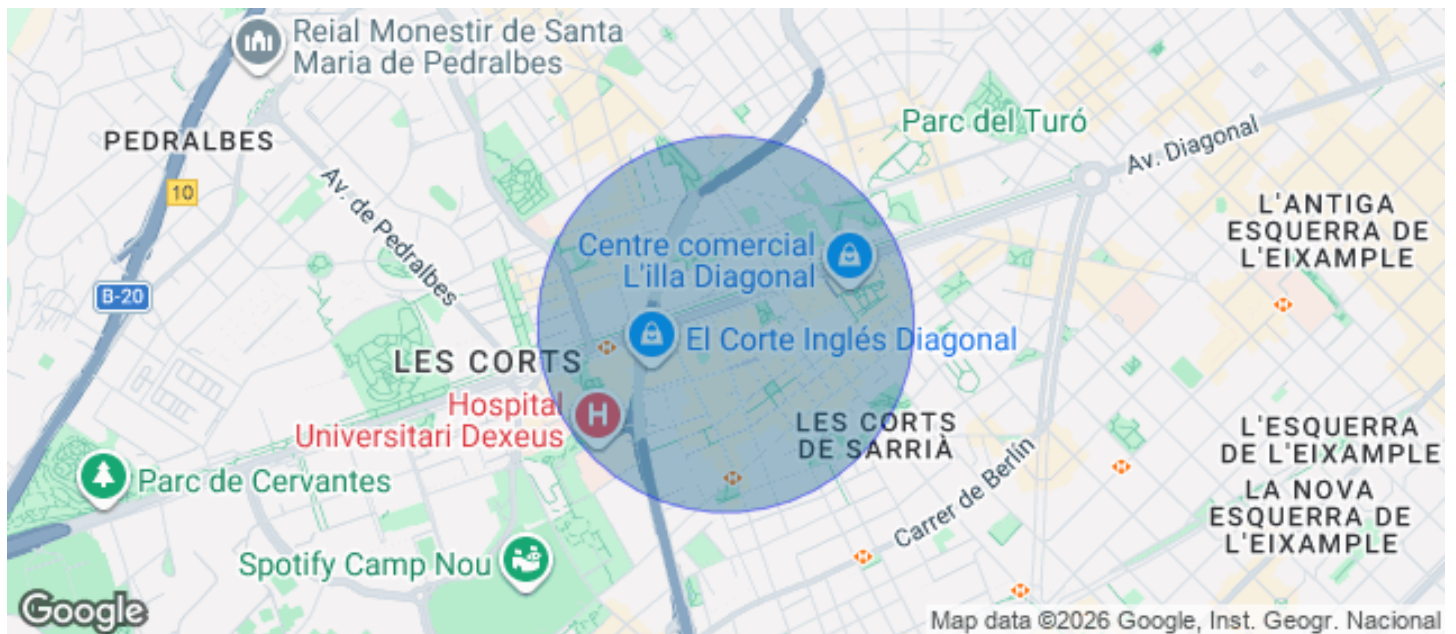 Reial Monestir de Santa
Maria de Pedralbes
PEDRALBES
10
Av. de Pedralbes
B-20
Parc del Turó
Av. Diagonal
L'ANTIGA
ESQUERRA DE
L'EIXAMPLE
Centre comercial
L'illa Diagonal
El Corte Inglés Diagonal
LES CORTS
Hospital
Universitari Dexeus
H
LES CORTS
DE SARRIÀ
Carrer de Berlín
L'ESQUERRA
DE L'EIXAMPLE
LA NOVA
ESQUERRA DE
L'EIXAMPLE
Parc de Cervantes
Spotify Camp Nou
Google
Map data ©2026 Google, Inst. Geogr. Nacional